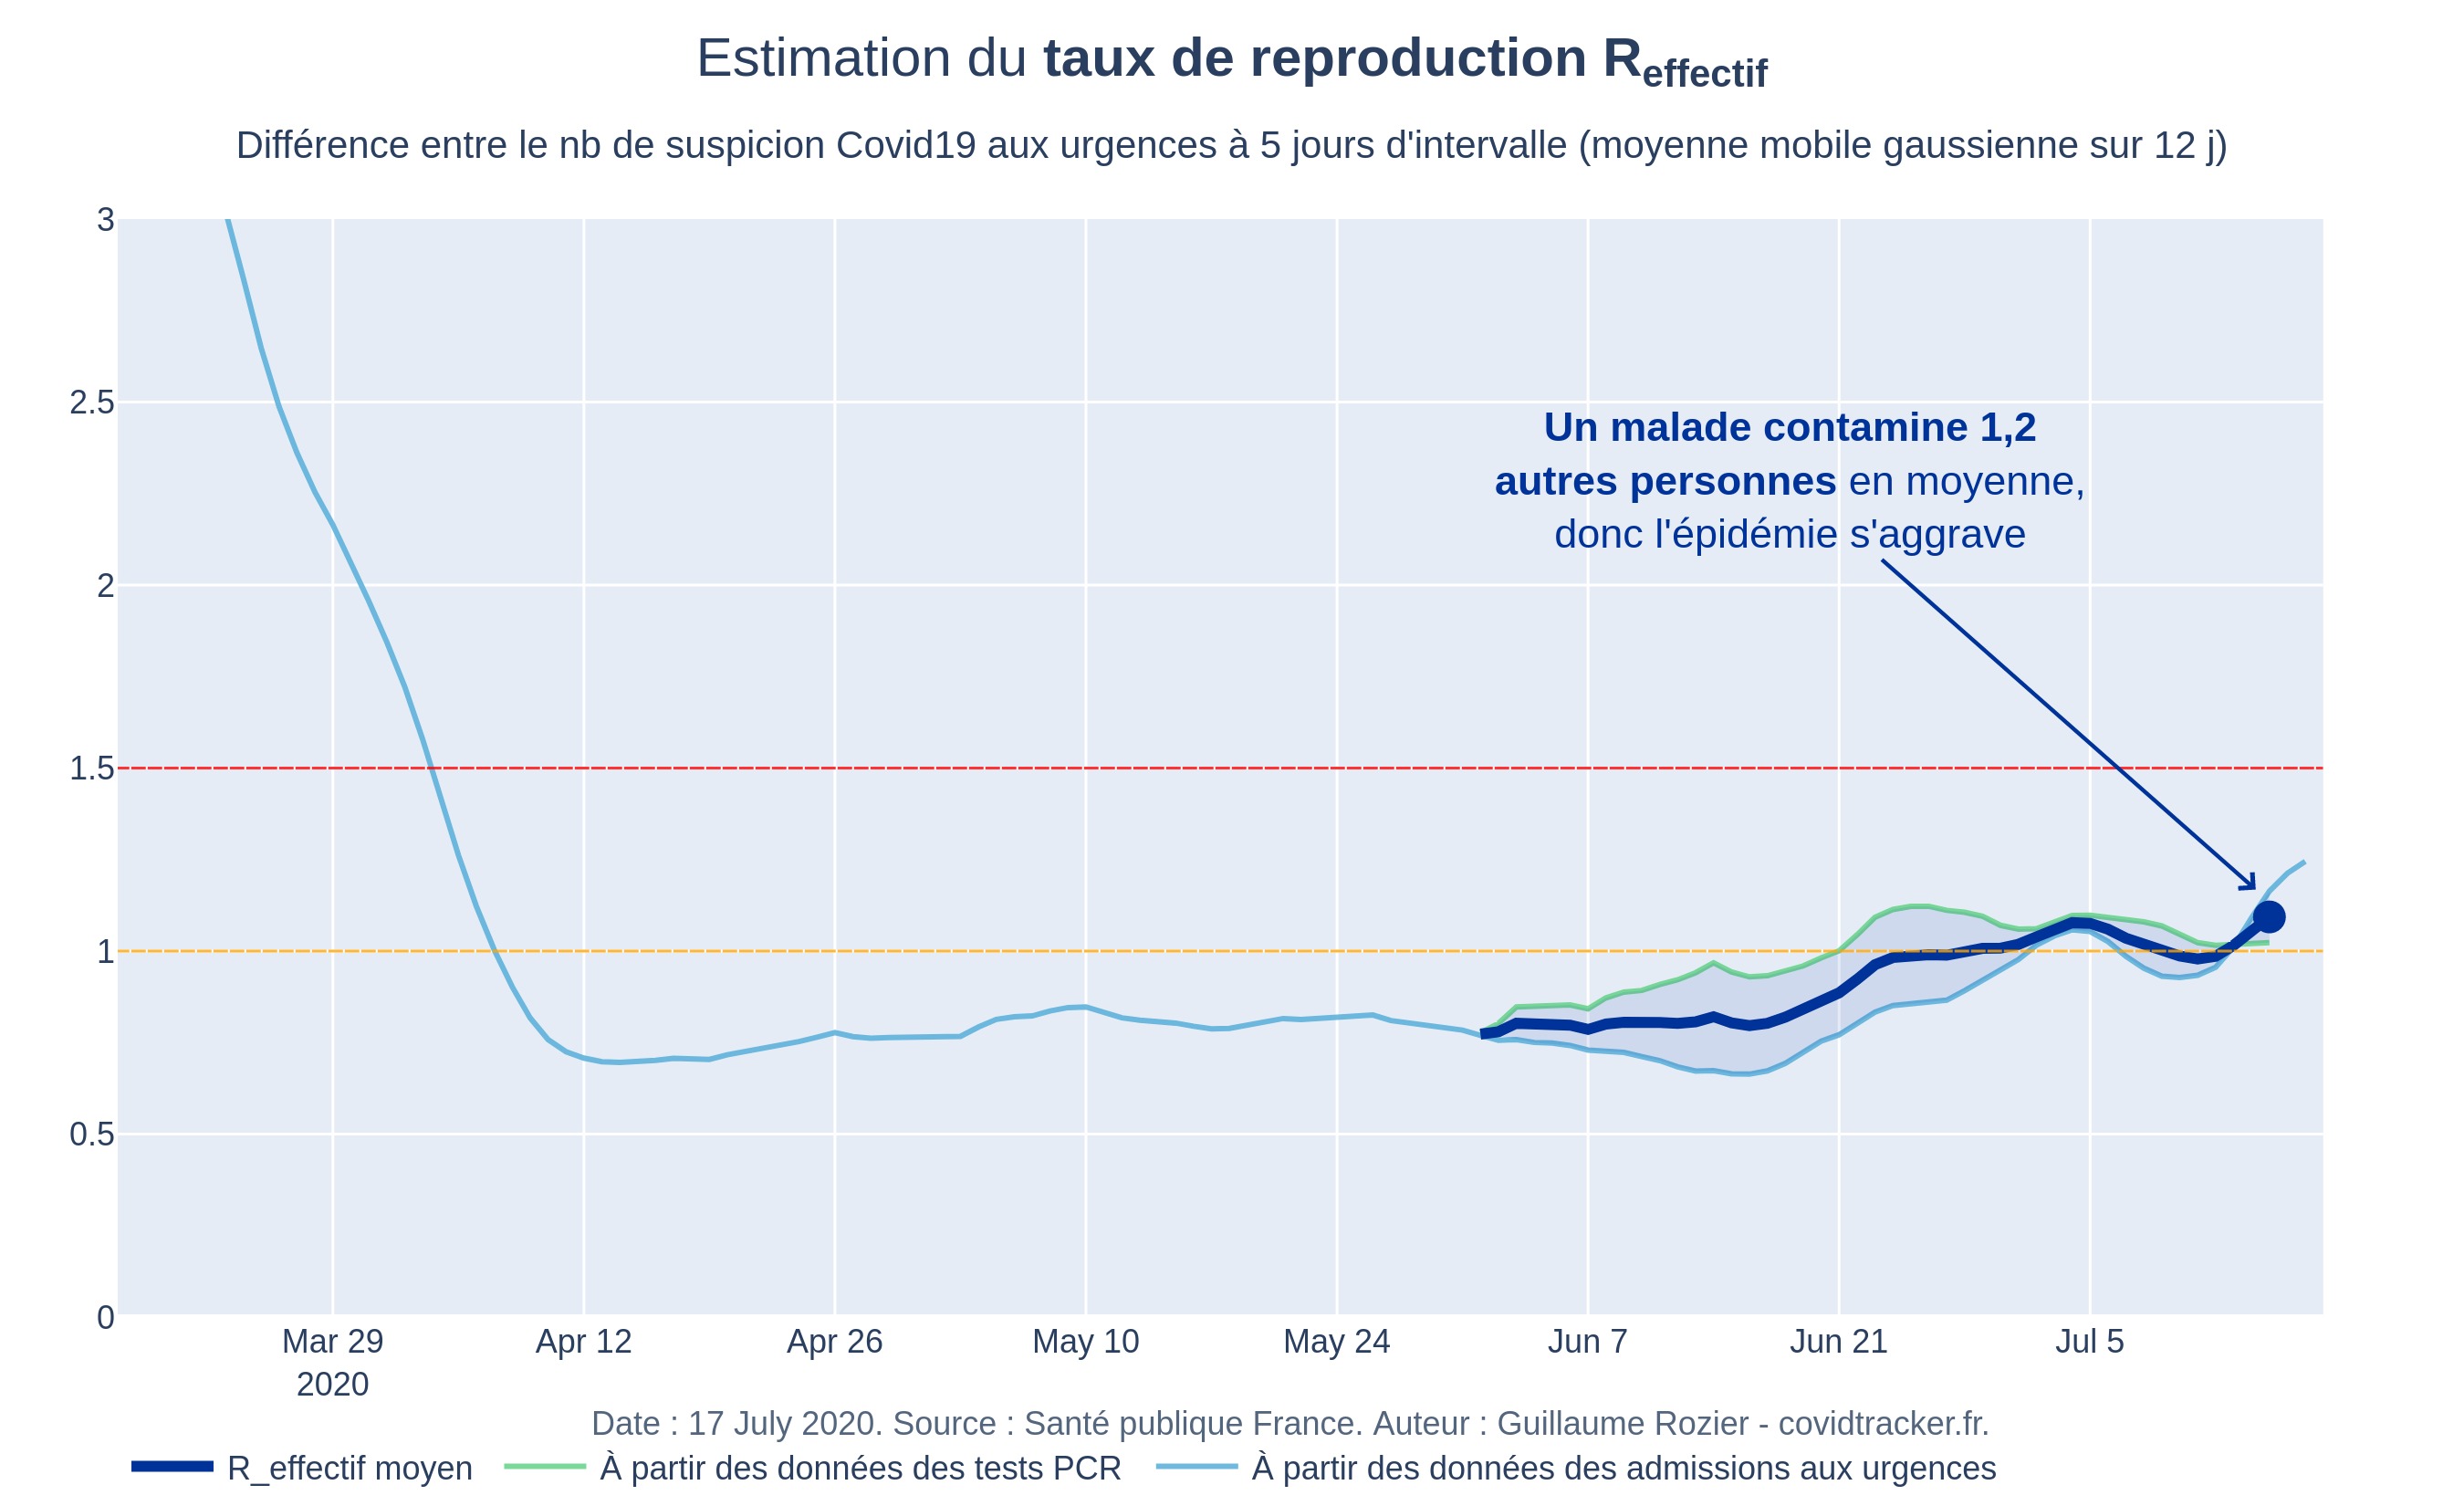 Estimation du taux de reproduction Reffectif
Différence entre le nb de suspicion Covid19 aux urgences à 5 jours d'intervalle (moyenne mobile gaussienne sur 12 j)
3
2.5
2
1.5
1
0.5
0
Un malade contamine 1,2
autres personnes en moyenne,
donc l'épidémie s'aggrave
Mar 29 Apr 12 Apr 26 May 10 May 24 Jun 7 Jun 21 Jul 5
2020
Date : 17 July 2020. Source : Santé publique France. Auteur : Guillaume Rozier - covidtracker.fr.
R_effectif moyen À partir des données des tests PCR À partir des données des admissions aux urgences